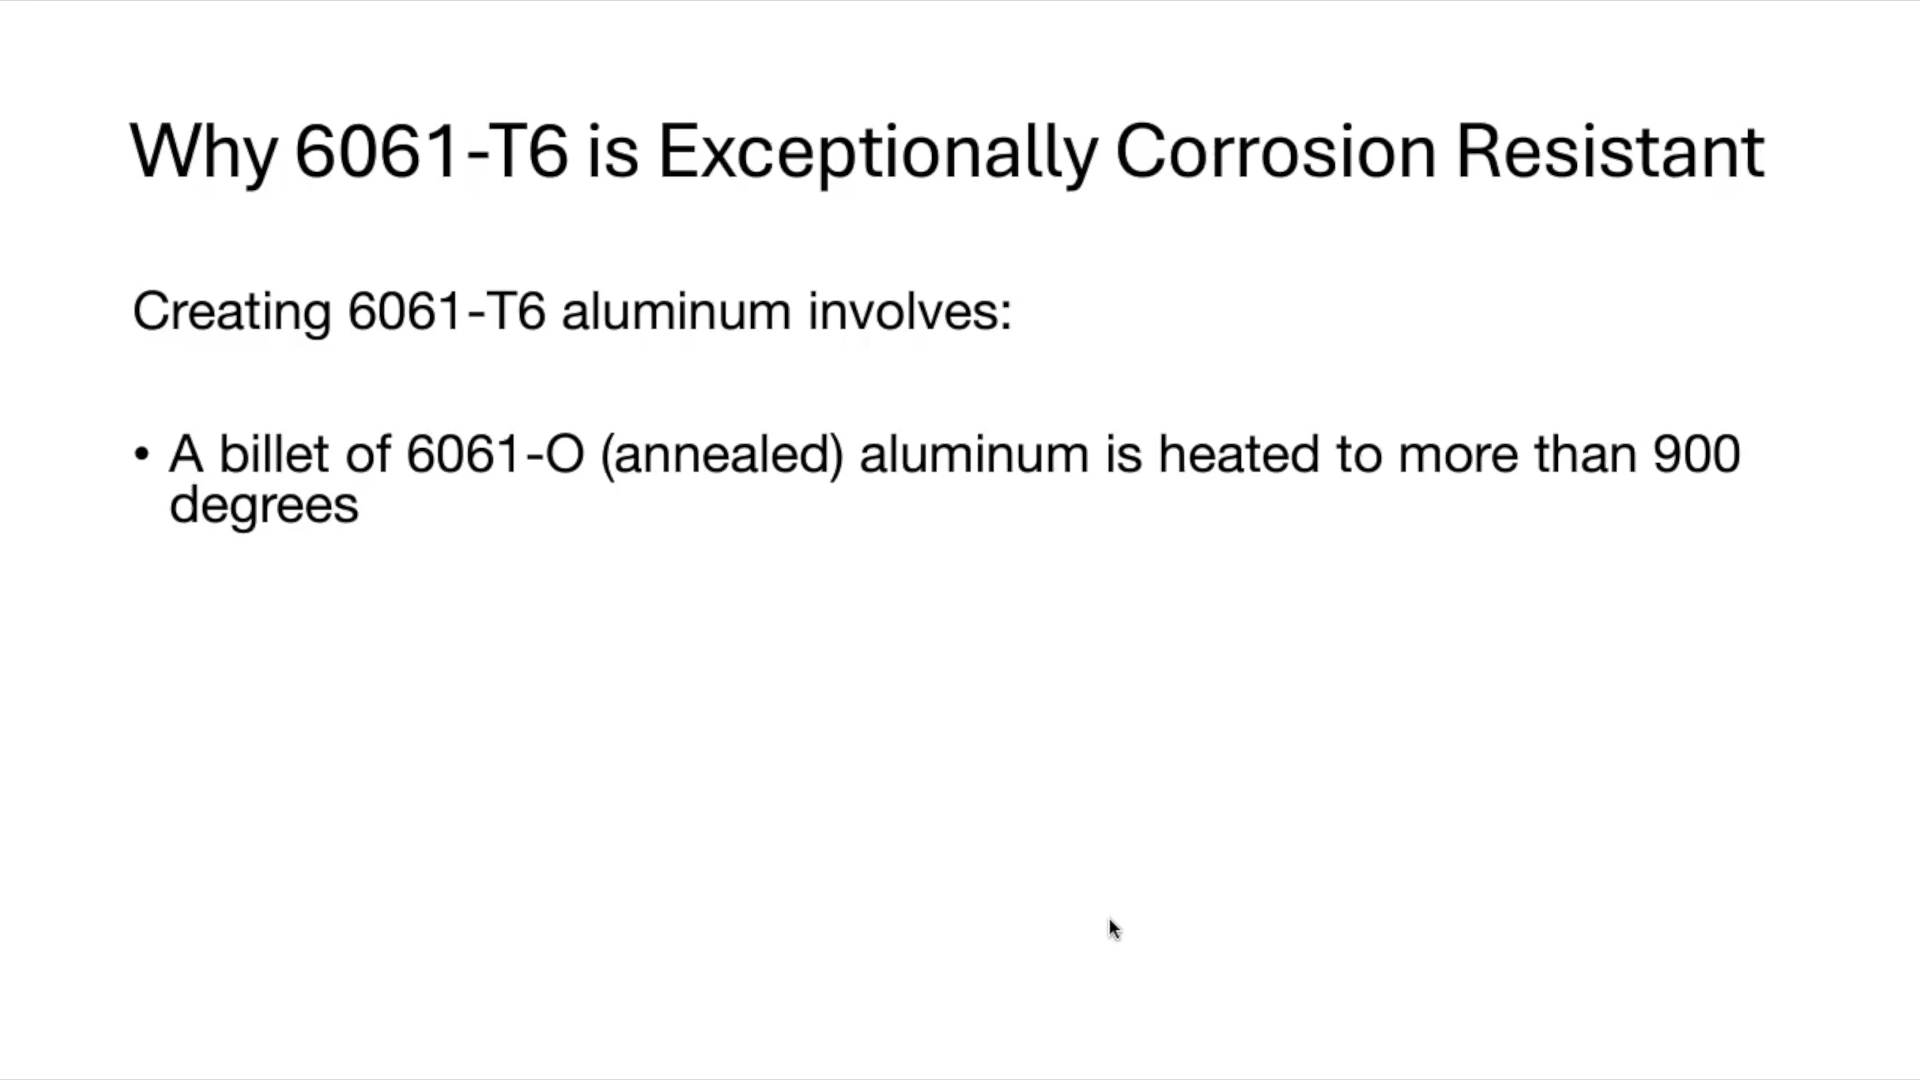 Why 6061-T6 is Exceptionally Corrosion Resistant
Creating 6061-T6 aluminum involves:
• A billet of 6061-O (annealed) aluminum is heated to more than 900
degrees